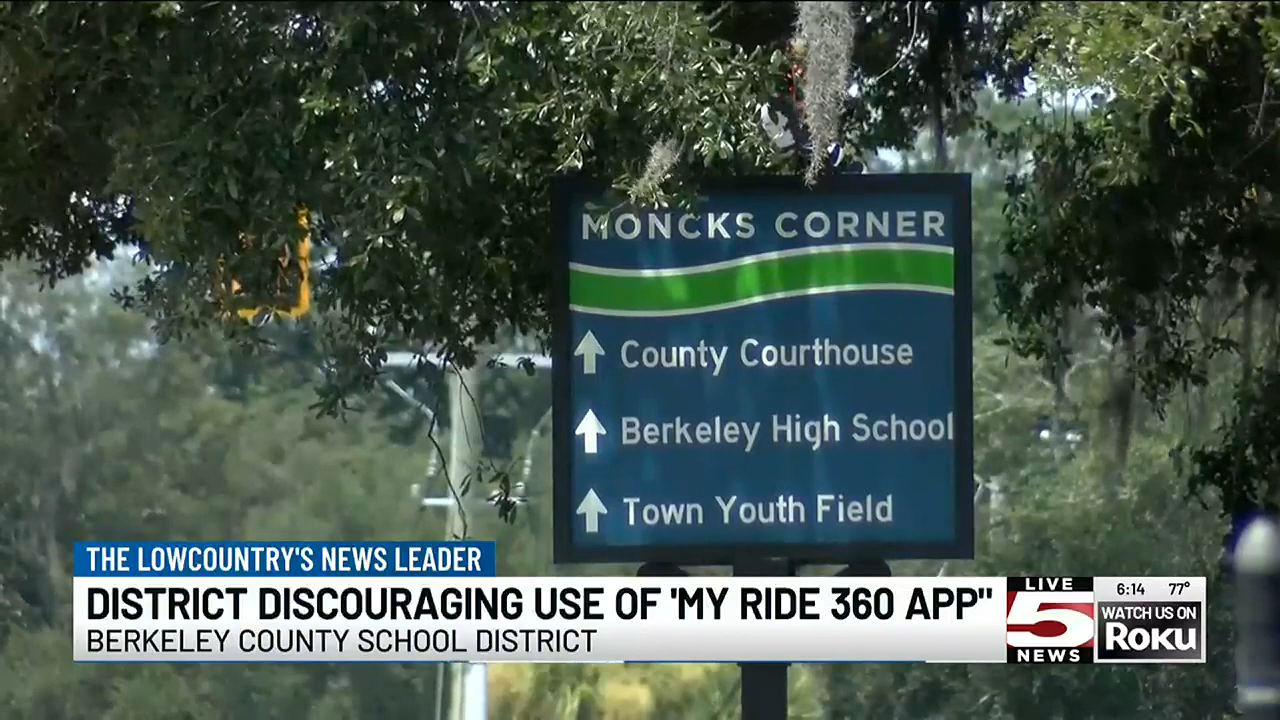 MONCKS CORNER
County Courthouse
Berkeley High School
Town Youth Field
THE LOWCOUNTRY'S NEWS LEADER
DISTRICT DISCOURAGING USE OF 'MY RIDE 360 APP"
BERKELEY COUNTY SCHOOL DISTRICT
LIVE
5
NEWS
6:14 77°
WATCH US ON
Roku